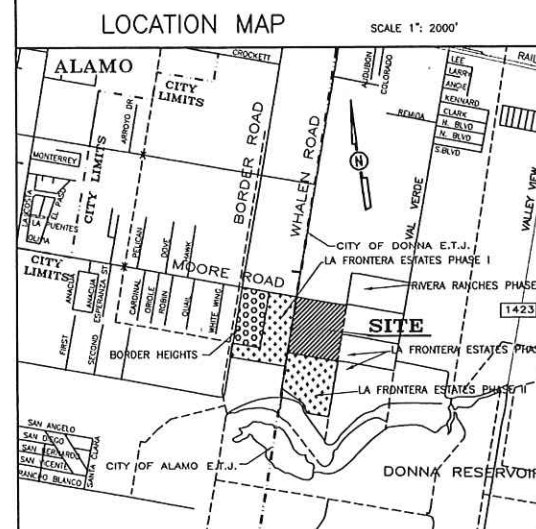 LOCATION MAP
SCALE 1": 2000'
ALAMO
CITY LIMITS
CROCKETT
AUDUBON
COLORADO
LEE
LARRY
ANGIE
KENNARD
CLARK
H. BLVD
N. BLVD
S.BLVD
RAIL
REMOA
ARROYO DR
CITY LIMITS
BORDER ROAD
WHALEN ROAD
N
VAL VERDE
VALLEY VIEW
MONTERREY
LA COSTA
EL PASO
LA PUENTES
OLMA
CITY LIMITS
PELICAN
DOVE
HAWK
MOORE ROAD
CITY OF DONNA E.T.J.
LA FRONTERA ESTATES PHASE I
RIVERA RANCHES PHASE
1423
ANACUA
ANACUA
ESPERANZA ST
CARDINAL
ORIOLE
ROBIN
QUAIL
WHITE WING
SITE
FIRST
SECOND
BORDER HEIGHTS
LA FRONTERA ESTATES PHAS
LA FRONTERA ESTATES PHASE II
SAN ANGELO
SAN DIEGO
SAN BERNARDO
SAN VICENTE
RANCHO BLANCO
SANTA CLARA
CITY OF ALAMO E.T.J.
DONNA RESERVOIR